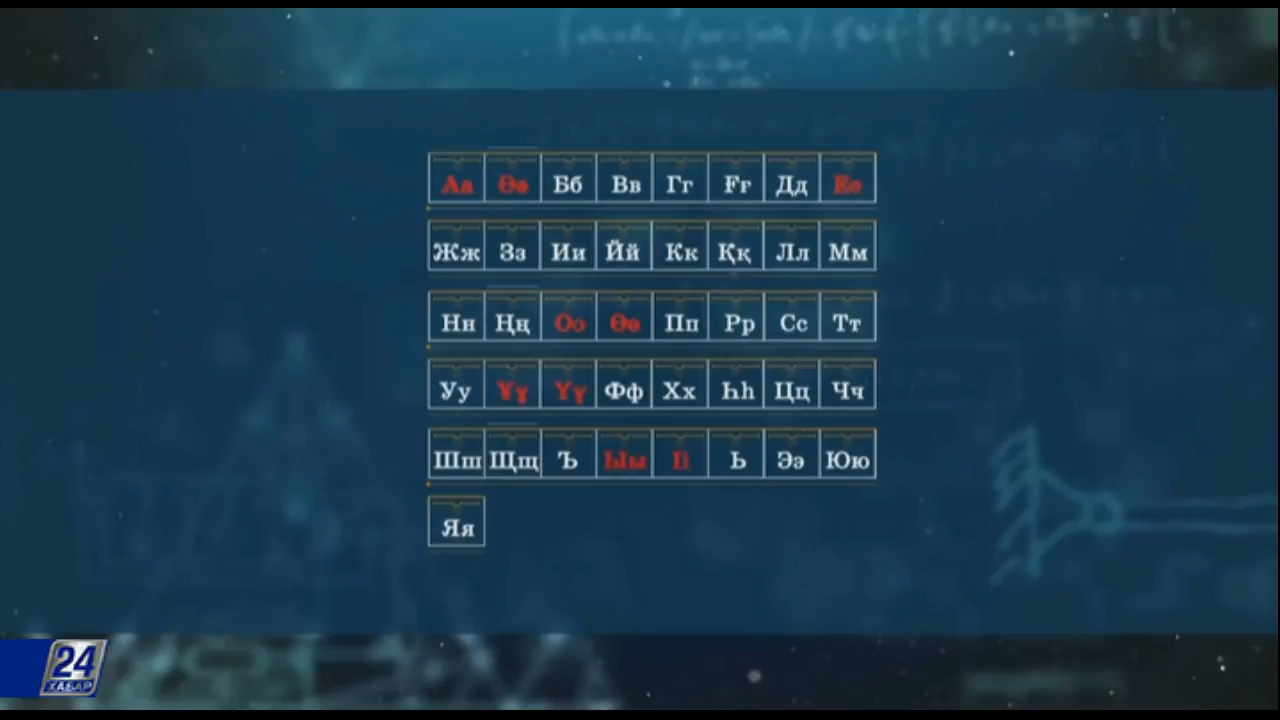 Аа Өө Бб Вв Гг Ғғ Дд Ее
Жж Зз Ии Йй Кк Ққ Лл Мм
Нн Ңң Оо Өө Пп Рр Сс Тт
Уу Ұұ Үү Фф Хх Һһ Цц Чч
Шш Щщ Ъ Ыы Іі Ь Ээ Юю
Яя
24
ХАБАР